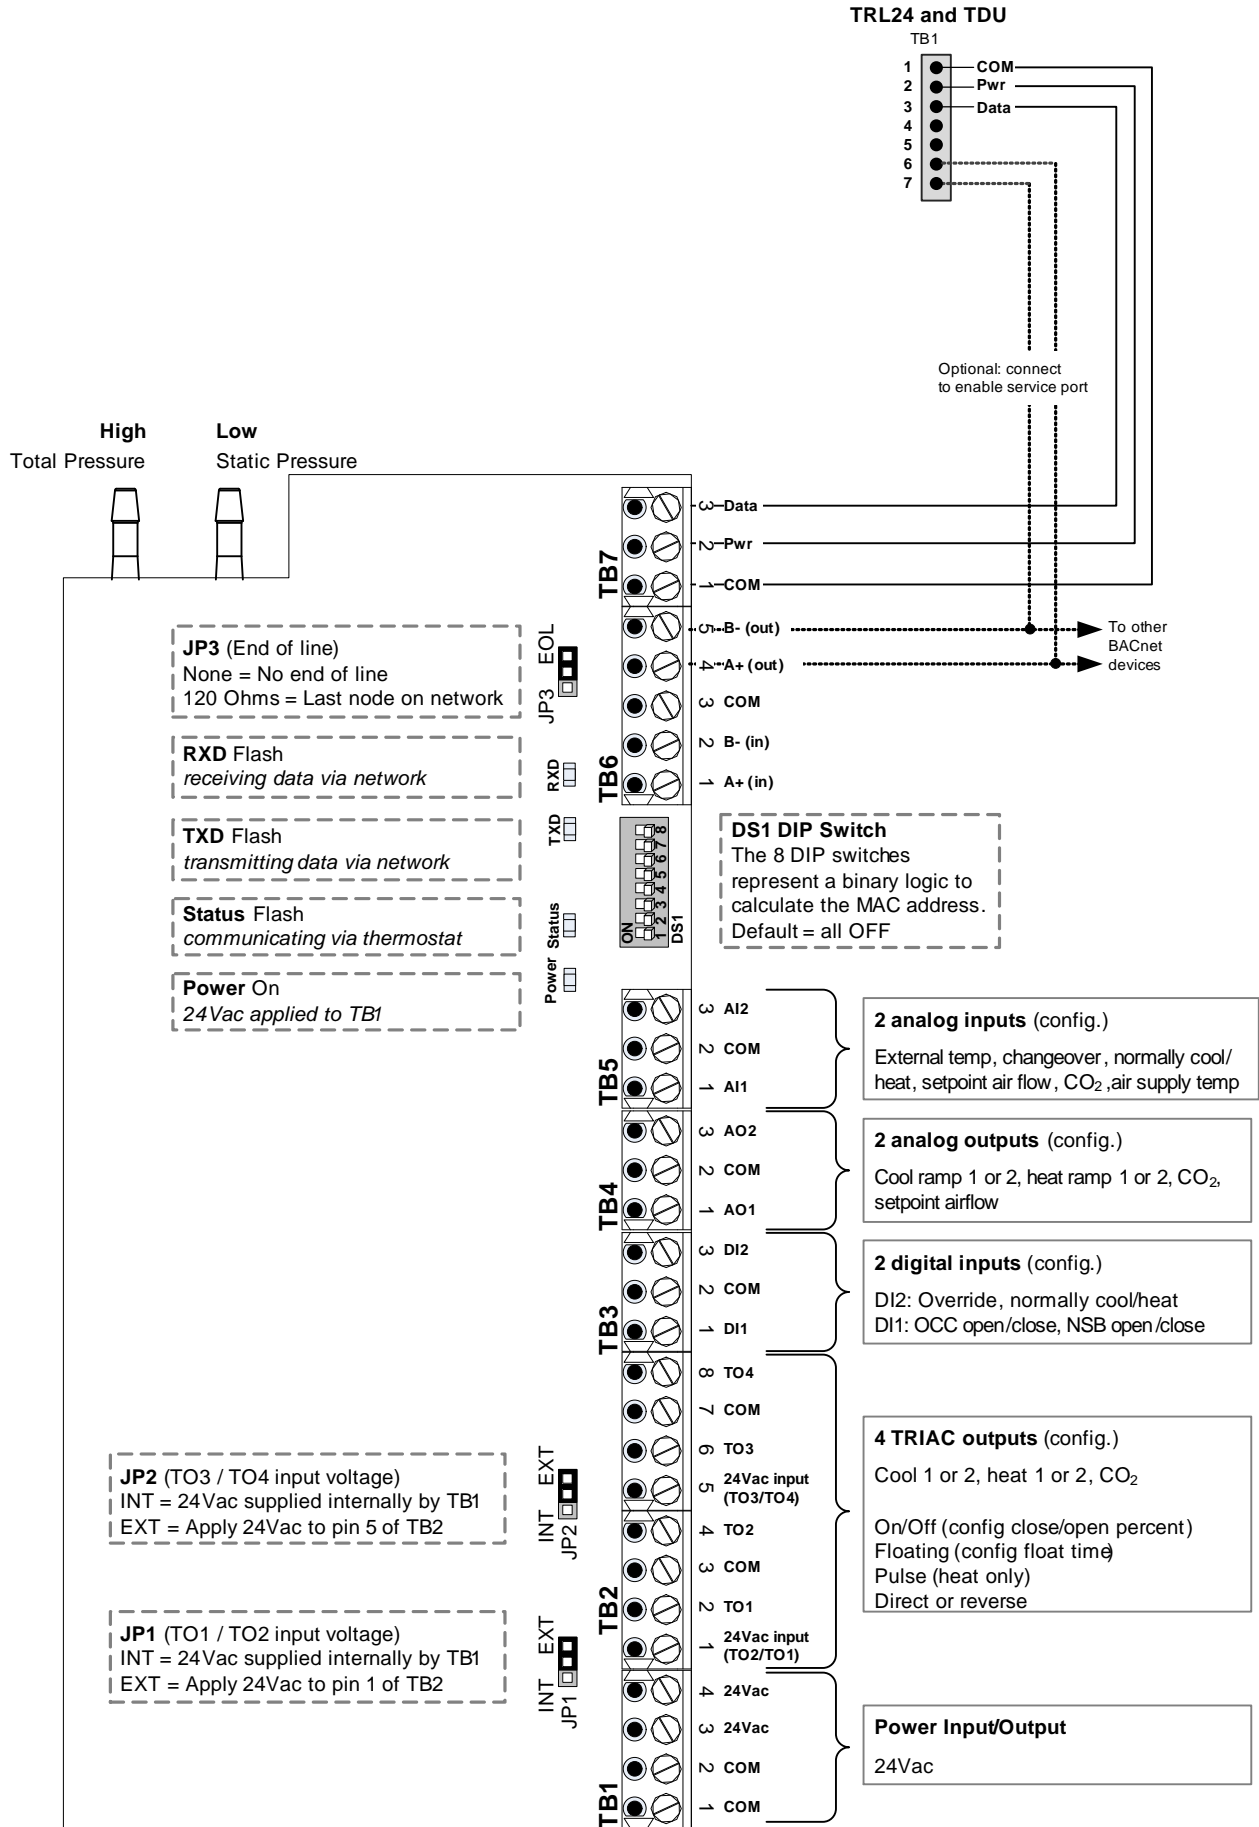 TRL24 and TDU
TB1
1 COM
2 Pwr
3 Data
4
5
6
7
Optional: connect
to enable service port
High
Total Pressure
Low
Static Pressure
TB7
3 Data
2 Pwr
1 COM
TB6
5 B- (out)
4 A+ (out)
3 COM
2 B- (in)
1 A+ (in)
To other
BACnet
devices
JP3 (End of line)
None = No end of line
120 Ohms = Last node on network
JP3 EOL
RXD Flash
receiving data via network
RXD
TXD Flash
transmitting data via network
TXD
Status Flash
communicating via thermostat
Status
Power On
24Vac applied to TB1
Power
ON
1 2 3 4 5 6 7 8
DS1
DS1 DIP Switch
The 8 DIP switches
represent a binary logic to
calculate the MAC address.
Default = all OFF
TB5
3 AI2
2 COM
1 AI1
2 analog inputs (config.)
External temp, changeover, normally cool/
heat, setpoint air flow, CO2, air supply temp
TB4
3 AO2
2 COM
1 AO1
2 analog outputs (config.)
Cool ramp 1 or 2, heat ramp 1 or 2, CO2,
setpoint airflow
TB3
3 DI2
2 COM
1 DI1
2 digital inputs (config.)
DI2: Override, normally cool/heat
DI1: OCC open/close, NSB open/close
TB2
8 TO4
7 COM
6 TO3
5 24Vac input
(TO3/TO4)
4 TO2
3 COM
2 TO1
1 24Vac input
(TO2/TO1)
4 TRIAC outputs (config.)
Cool 1 or 2, heat 1 or 2, CO2
On/Off (config close/open percent)
Floating (config float time)
Pulse (heat only)
Direct or reverse
JP2 (TO3 / TO4 input voltage)
INT = 24Vac supplied internally by TB1
EXT = Apply 24Vac to pin 5 of TB2
INT EXT
JP2
JP1 (TO1 / TO2 input voltage)
INT = 24Vac supplied internally by TB1
EXT = Apply 24Vac to pin 1 of TB2
INT EXT
JP1
TB1
4 24Vac
3 24Vac
2 COM
1 COM
Power Input/Output
24Vac